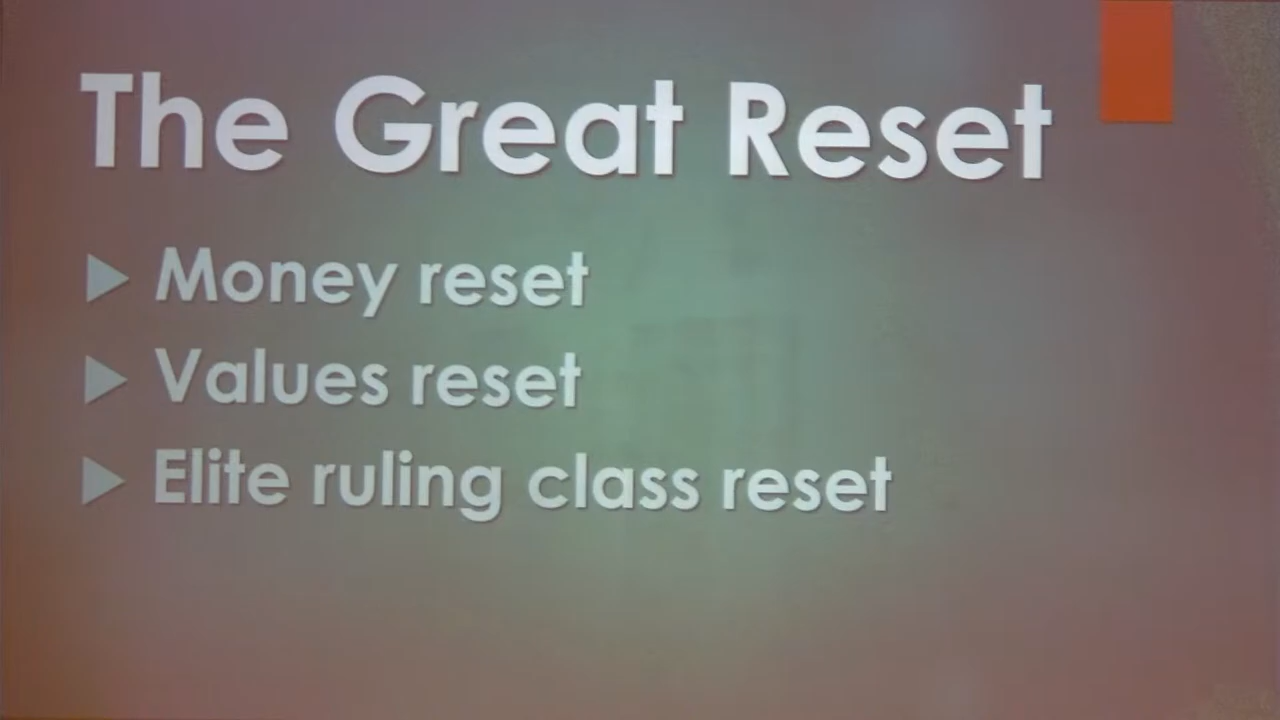 The Great Reset
Money reset
Values reset
Elite ruling class reset